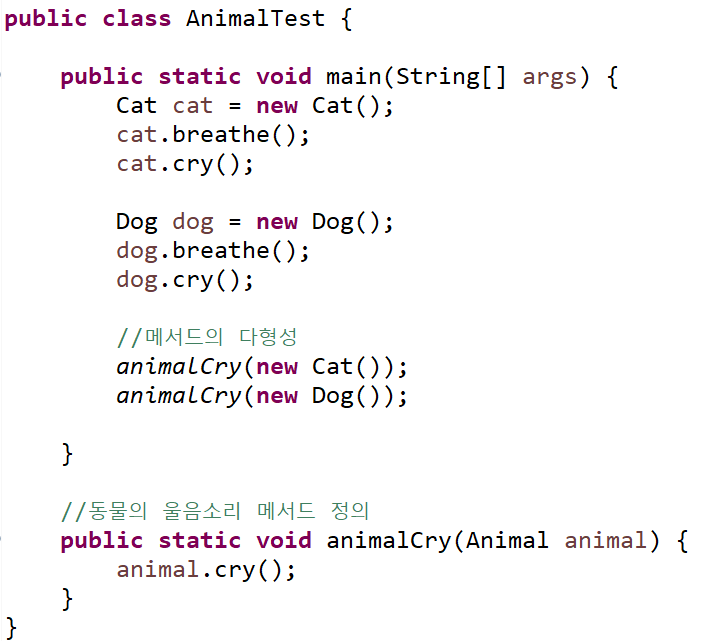 public class AnimalTest {
public static void main(String[] args) {
Cat cat = new Cat();
cat.breathe();
cat.cry();
Dog dog = new Dog();
dog.breathe();
dog.cry();
//메서드의 다형성
animalCry(new Cat());
animalCry(new Dog());
}
//동물의 울음소리 메서드 정의
public static void animalCry(Animal animal) {
animal.cry();
}
}